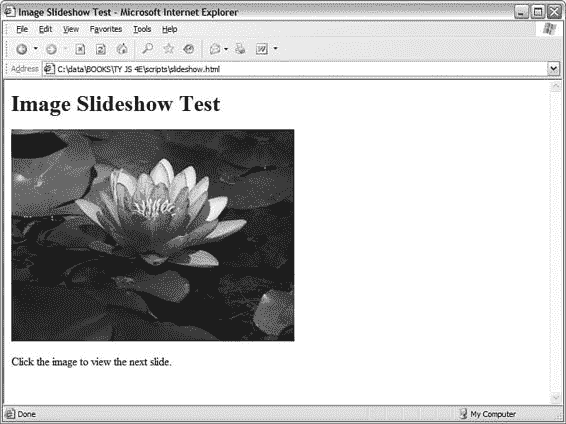 Image Slideshow Test - Microsoft Internet Explorer
File Edit View Favorites Tools Help
Address C:\data\BOOKS\TY JS 4E\scripts\slideshow.html
Image Slideshow Test
Click the image to view the next slide.
Done My Computer